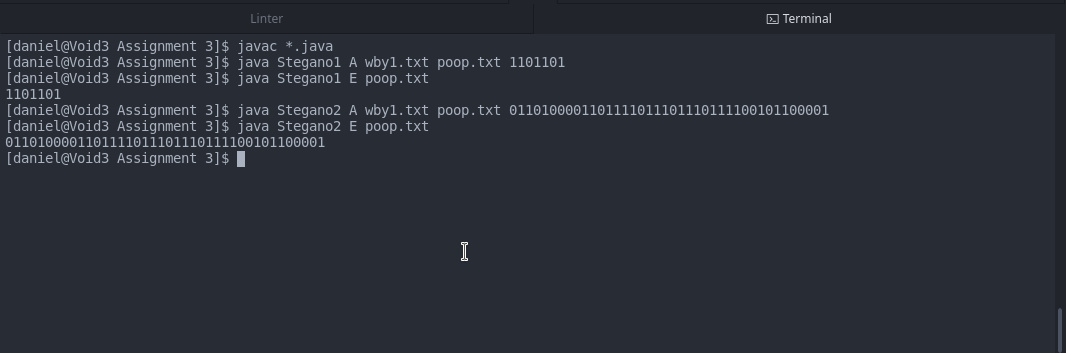 Linter
Terminal
[daniel@Void3 Assignment 3]$ javac *.java
[daniel@Void3 Assignment 3]$ java Stegano1 A wby1.txt poop.txt 1101101
[daniel@Void3 Assignment 3]$ java Stegano1 E poop.txt
1101101
[daniel@Void3 Assignment 3]$ java Stegano2 A wby1.txt poop.txt 0110100001101111011101110111100101100001
[daniel@Void3 Assignment 3]$ java Stegano2 E poop.txt
0110100001101111011101110111100101100001
[daniel@Void3 Assignment 3]$